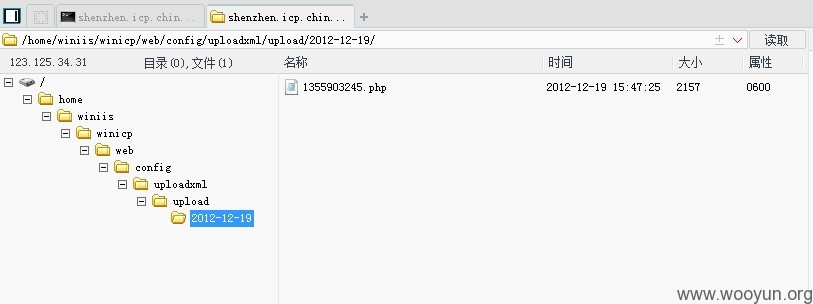 shenzhen.icp.chin... shenzhen.icp.chin... +
/home/winiis/winicp/web/config/uploadxml/upload/2012-12-19/ 读取
123.125.34.31 目录(0),文件(1) 名称 时间 大小 属性
/
home
winiis
winicp
web
config
uploadxml
upload
2012-12-19
1355903245.php 2012-12-19 15:47:25 2157 0600
www.wooyun.org